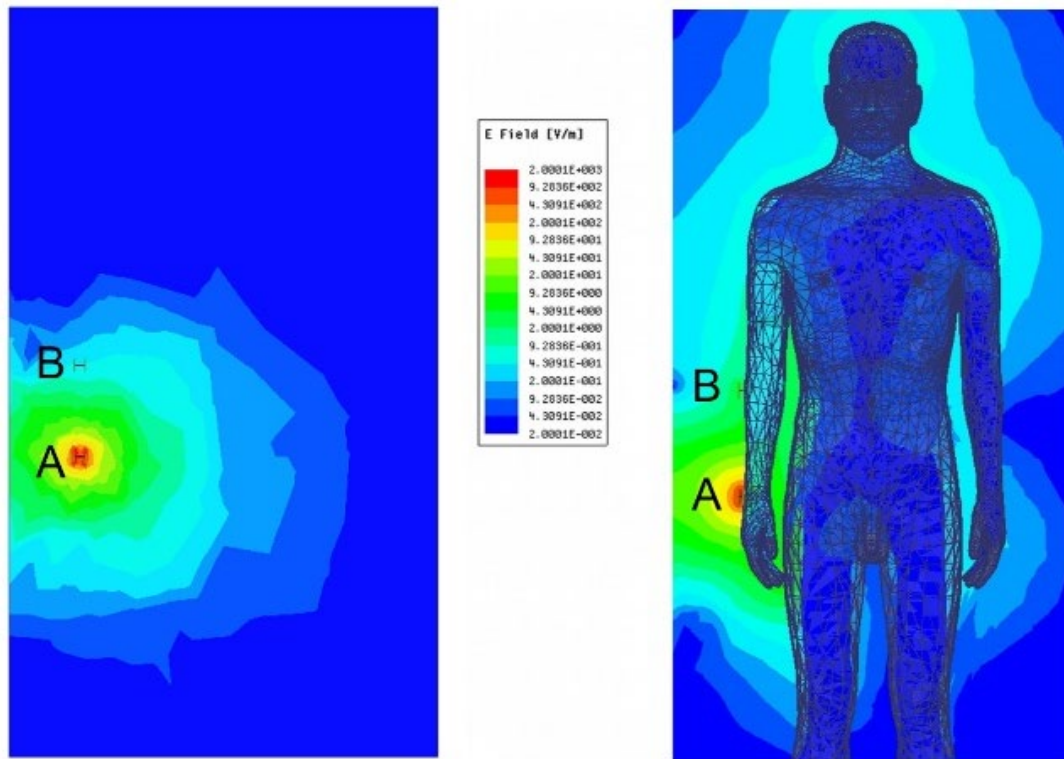 B
A
E Field [V/m]
2.0001E+003
9.2836E+002
4.3091E+002
2.0001E+002
9.2836E+001
4.3091E+001
2.0001E+001
9.2836E+000
4.3091E+000
2.0001E+000
9.2836E-001
4.3091E-001
2.0001E-001
9.2836E-002
4.3091E-002
2.0001E-002
B
A